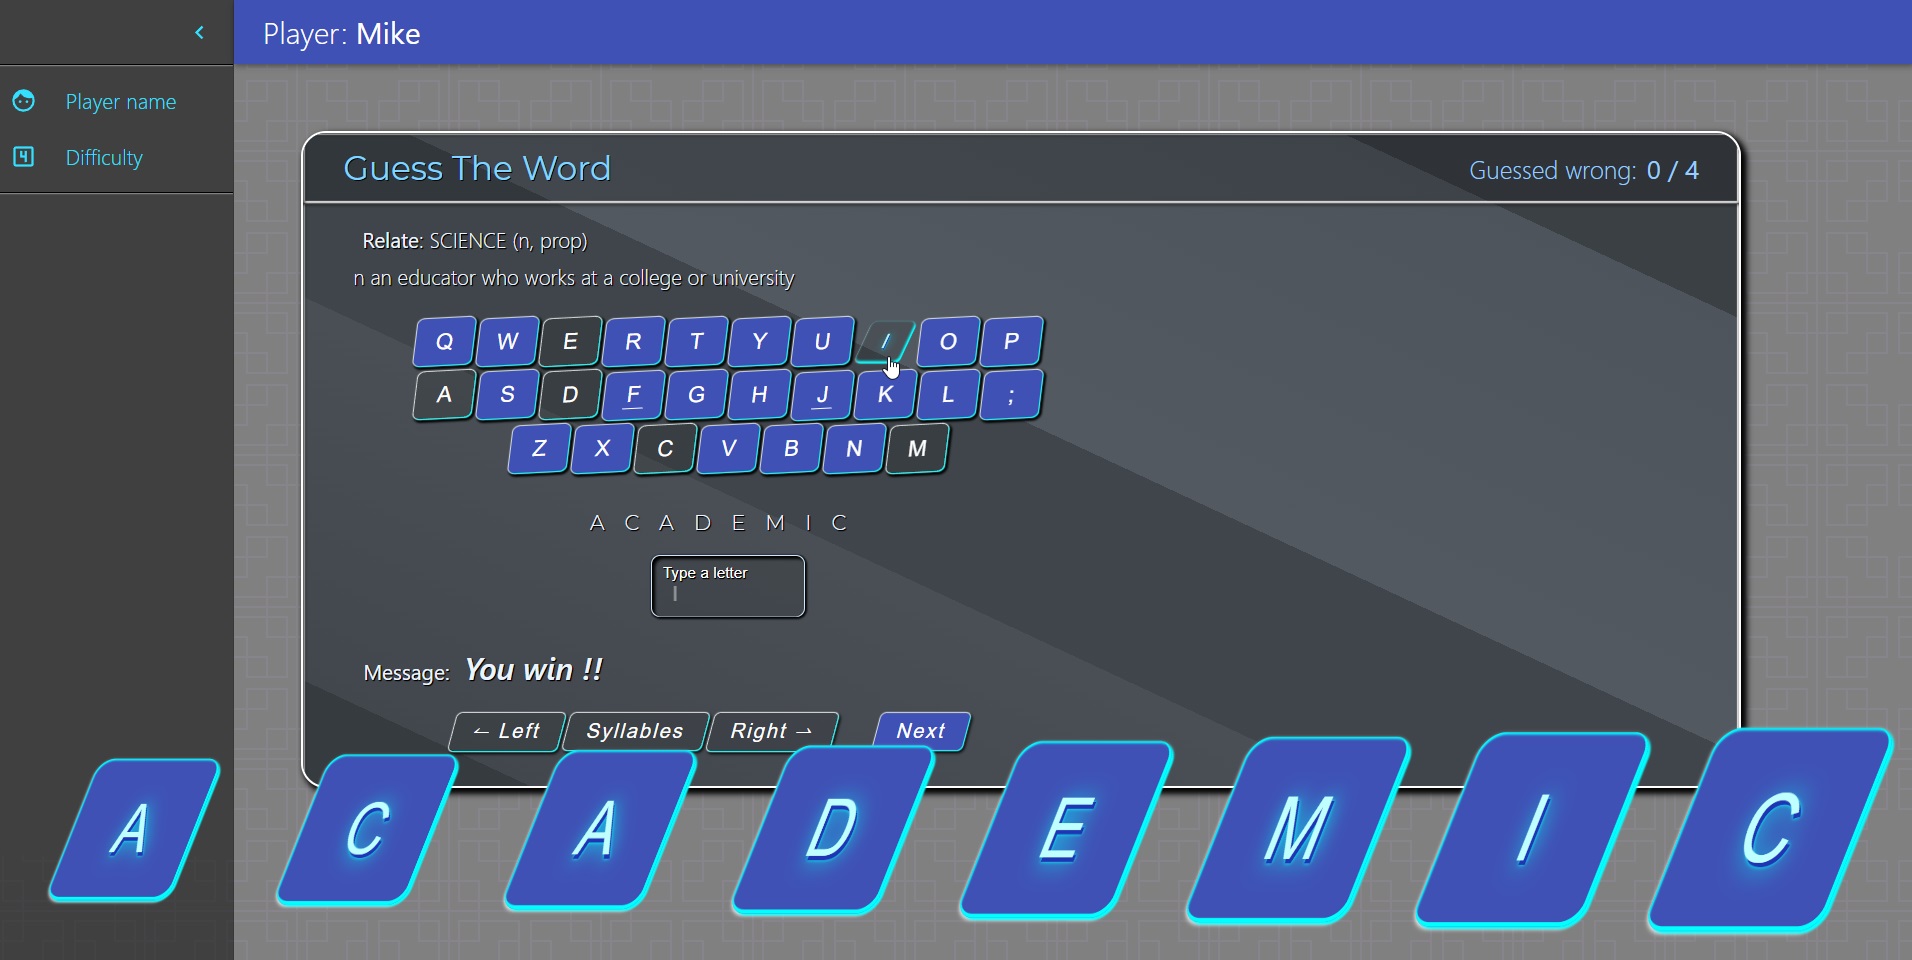 Player: Mike
Player name
4 Difficulty
Guess The Word
Guessed wrong: 0 / 4
Relate: SCIENCE (n, prop)
n an educator who works at a college or university
Q W E R T Y U I O P
A S D F G H J K L ;
Z X C V B N M
A C A D E M I C
Type a letter
Message: You win !!
← Left Syllables Right → Next
A C A D E M I C